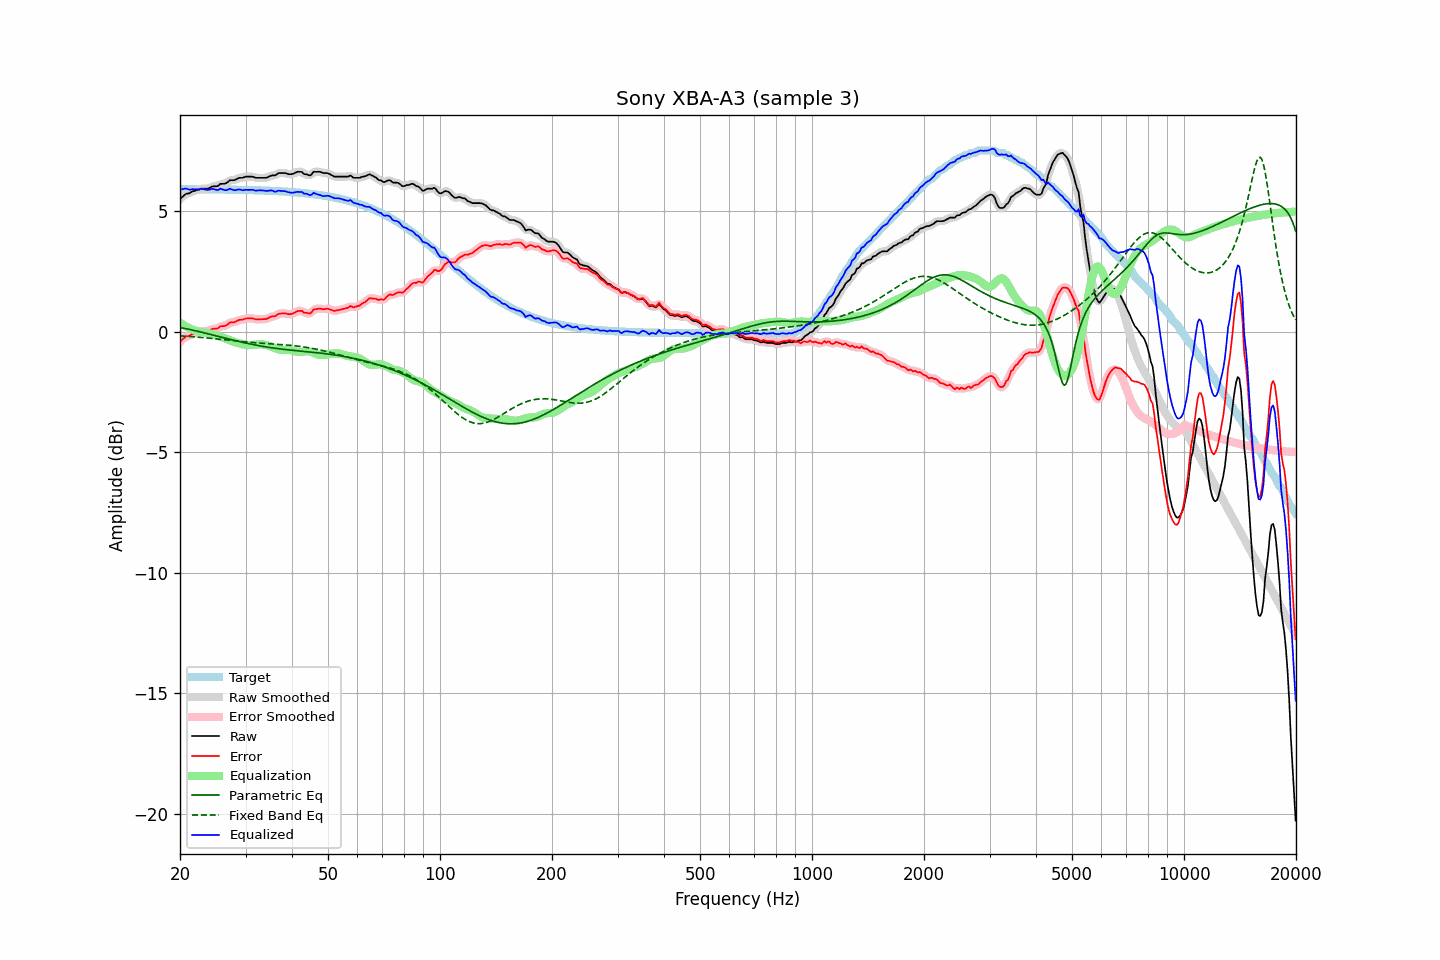 Sony XBA-A3 (sample 3)
Amplitude (dBr)
5
0
−5
−10
−15
−20
Target
Raw Smoothed
Error Smoothed
Raw
Error
Equalization
Parametric Eq
Fixed Band Eq
Equalized
20 50 100 200 500 1000 2000 5000 10000 20000
Frequency (Hz)